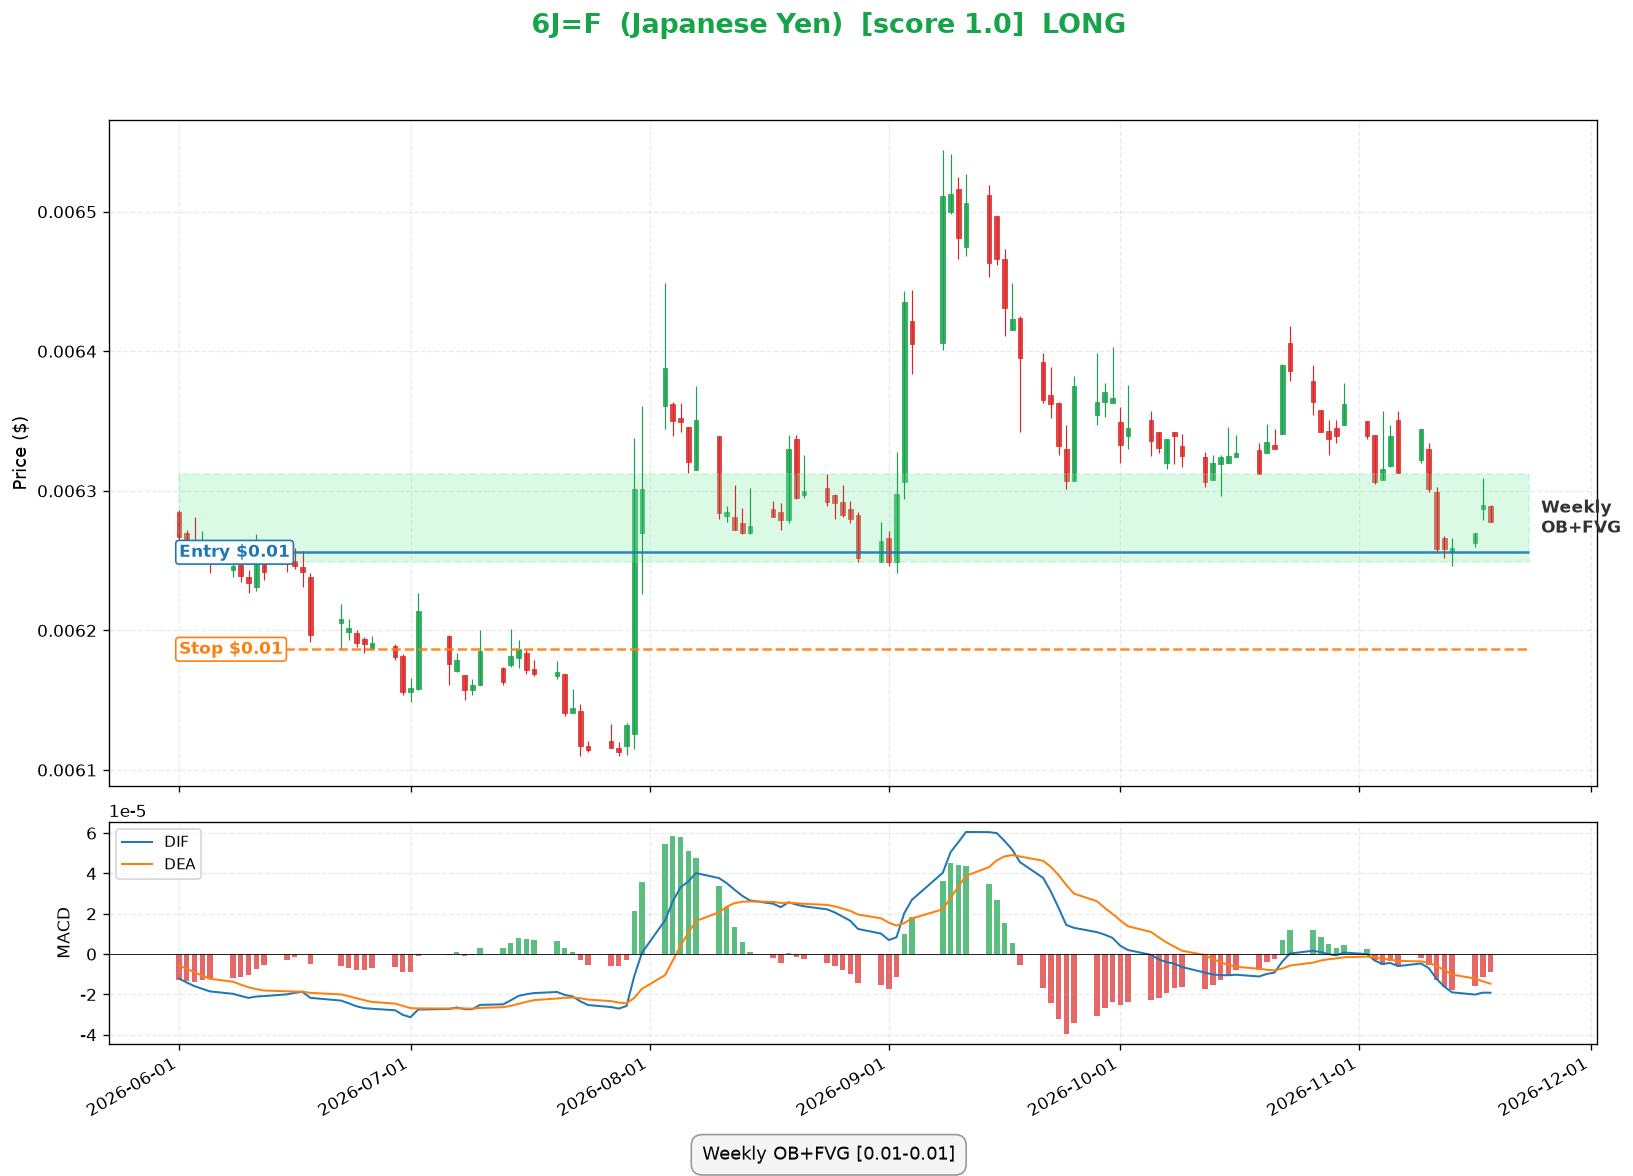 6J=F  (Japanese Yen)  [score 1.0]  LONG
Price ($)
0.0065
0.0064
0.0063
0.0062
0.0061
Entry $0.01
Stop $0.01
Weekly
OB+FVG
1e-5
MACD
6
4
2
0
-2
-4
DIF
DEA
2026-06-01
2026-07-01
2026-08-01
2026-09-01
2026-10-01
2026-11-01
2026-12-01
Weekly OB+FVG [0.01-0.01]